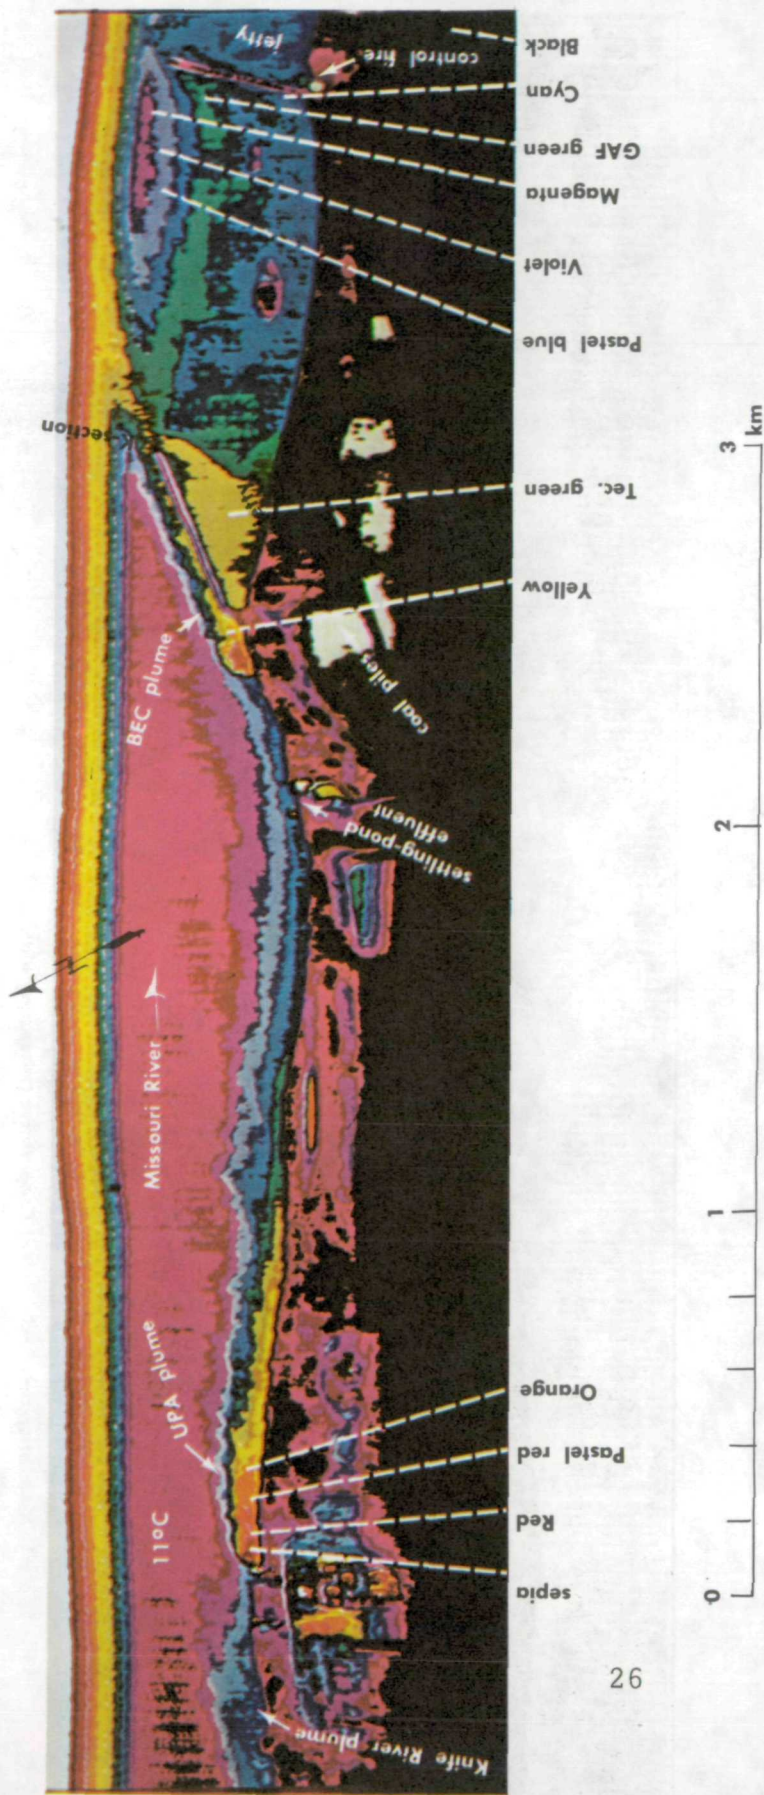 jetty
control fire
Black
Cyan
GAF green
Magenta
Violet
Pastel blue
K-section
Tec. green
Yellow
BEC plume
coal piles
settling-pond
effluent
Missouri River
UPA plume
11°C
Orange
Pastel red
Red
sepia
Knife River plume
0
1
2
3
km
26